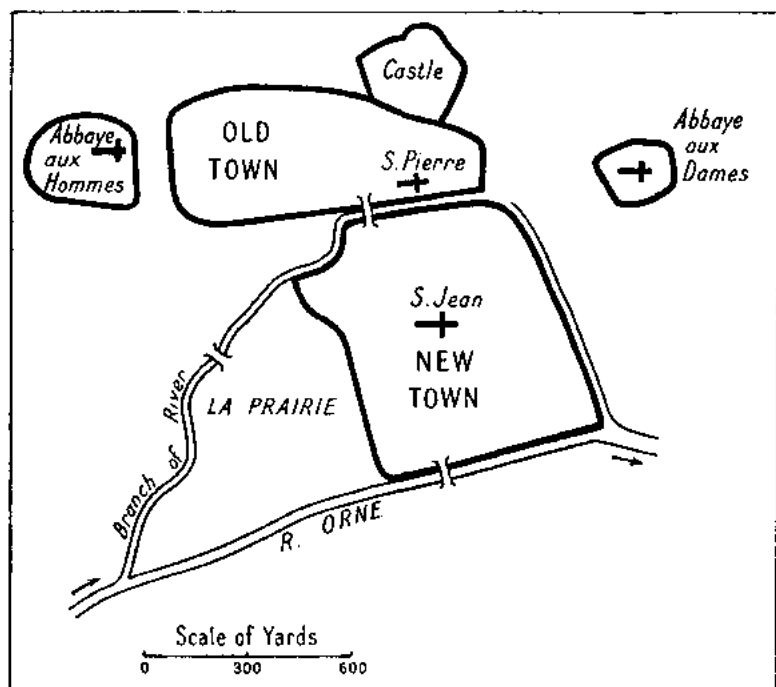 Castle
Abbaye
aux
Hommes
OLD
TOWN
S. Pierre
Abbaye
aux
Dames
S. Jean
NEW
TOWN
LA PRAIRIE
Branch of River
R. ORNE
Scale of Yards
0 300 600